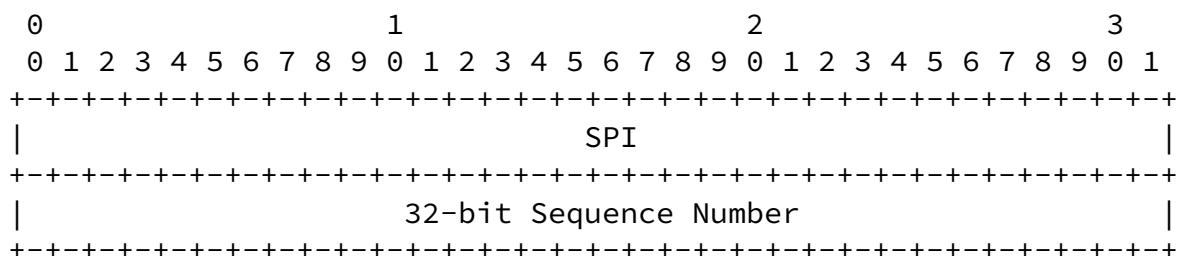 0                   1                   2                   3
 0 1 2 3 4 5 6 7 8 9 0 1 2 3 4 5 6 7 8 9 0 1 2 3 4 5 6 7 8 9 0 1
+-+-+-+-+-+-+-+-+-+-+-+-+-+-+-+-+-+-+-+-+-+-+-+-+-+-+-+-+-+-+-+-+
|                               SPI                             |
+-+-+-+-+-+-+-+-+-+-+-+-+-+-+-+-+-+-+-+-+-+-+-+-+-+-+-+-+-+-+-+-+
|                     32-bit Sequence Number                    |
+-+-+-+-+-+-+-+-+-+-+-+-+-+-+-+-+-+-+-+-+-+-+-+-+-+-+-+-+-+-+-+-+